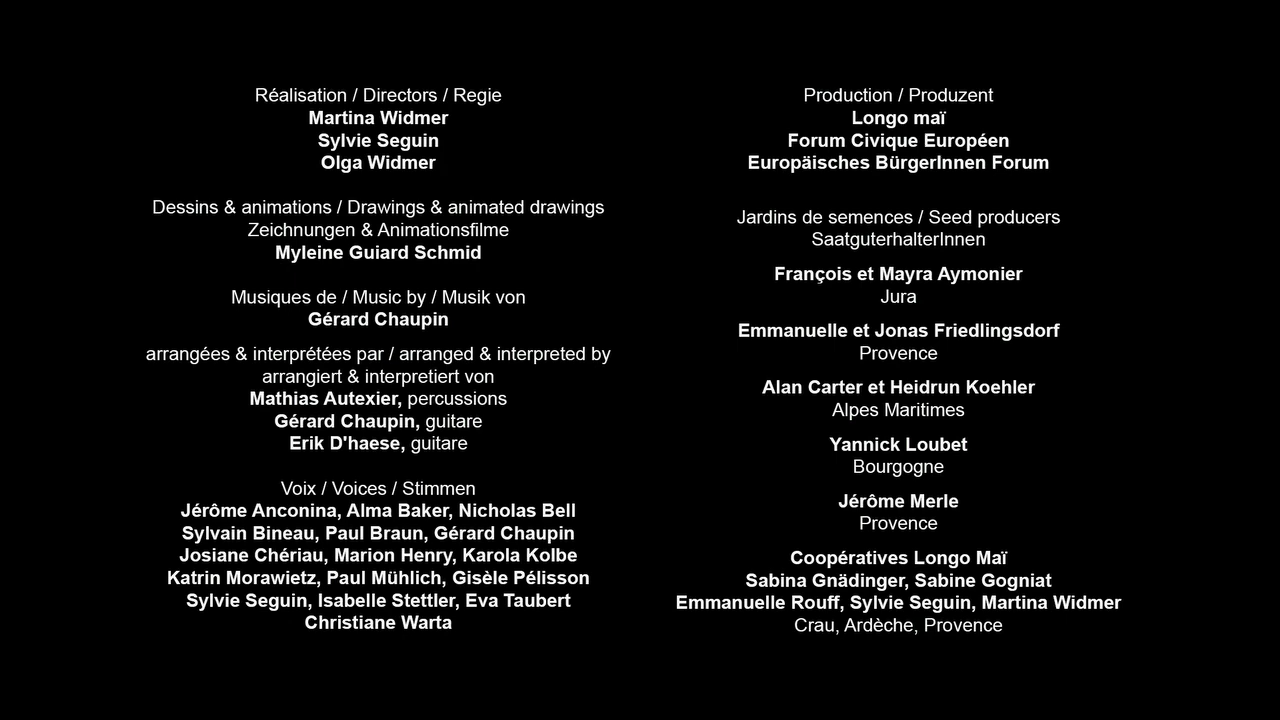 Réalisation / Directors / Regie
Martina Widmer
Sylvie Seguin
Olga Widmer
Dessins & animations / Drawings & animated drawings
Zeichnungen & Animationsfilme
Myleine Guiard Schmid
Musiques de / Music by / Musik von
Gérard Chaupin
arrangées & interprétées par / arranged & interpreted by
arrangiert & interpretiert von
Mathias Autexier, percussions
Gérard Chaupin, guitare
Erik D'haese, guitare
Voix / Voices / Stimmen
Jérôme Anconina, Alma Baker, Nicholas Bell
Sylvain Bineau, Paul Braun, Gérard Chaupin
Josiane Chériau, Marion Henry, Karola Kolbe
Katrin Morawietz, Paul Mühlich, Gisèle Pélisson
Sylvie Seguin, Isabelle Stettler, Eva Taubert
Christiane Warta
Production / Produzent
Longo maï
Forum Civique Européen
Europäisches BürgerInnen Forum
Jardins de semences / Seed producers
SaatguterhalterInnen
François et Mayra Aymonier
Jura
Emmanuelle et Jonas Friedlingsdorf
Provence
Alan Carter et Heidrun Koehler
Alpes Maritimes
Yannick Loubet
Bourgogne
Jérôme Merle
Provence
Coopératives Longo Maï
Sabina Gnädinger, Sabine Gogniat
Emmanuelle Rouff, Sylvie Seguin, Martina Widmer
Crau, Ardèche, Provence